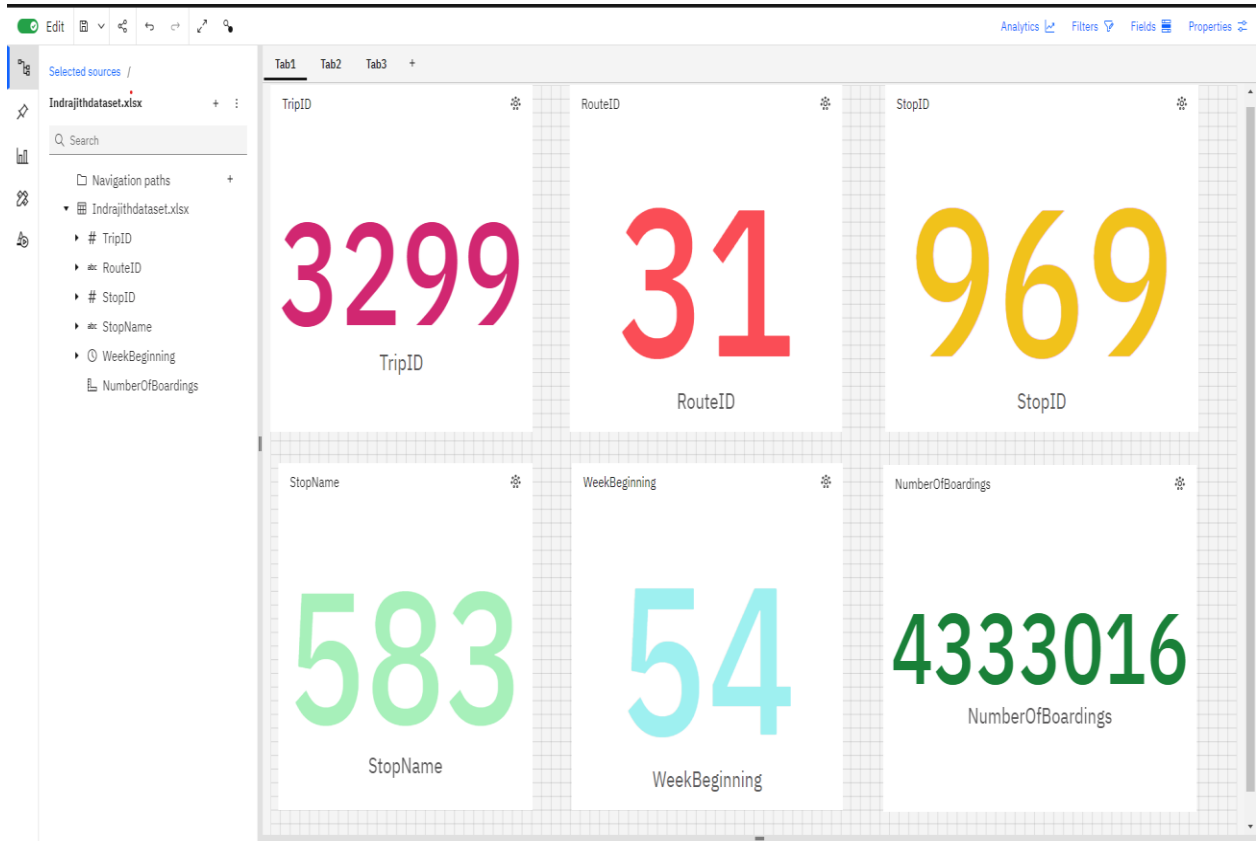 Edit
Analytics Filters Fields Properties
Selected sources /
Tab1 Tab2 Tab3 +
Indrajithdataset.xlsx +
Search
Navigation paths +
Indrajithdataset.xlsx
# TripID
abc RouteID
# StopID
abc StopName
WeekBeginning
NumberOfBoardings
TripID
3299
TripID
RouteID
31
RouteID
StopID
969
StopID
StopName
583
StopName
WeekBeginning
54
WeekBeginning
NumberOfBoardings
4333016
NumberOfBoardings